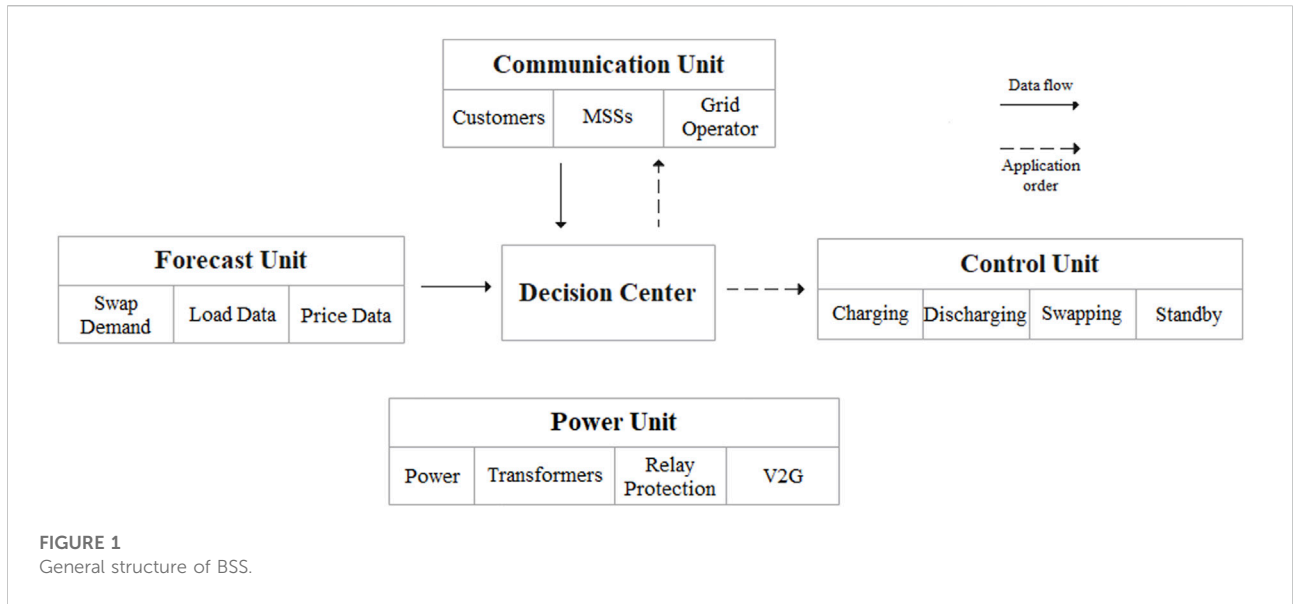 Communication Unit
Customers
MSSs
Grid
Operator
Data flow
Application
order
Forecast Unit
Swap
Demand
Load Data
Price Data
Decision Center
Control Unit
Charging
Discharging
Swapping
Standby
Power Unit
Power
Transformers
Relay
Protection
V2G
FIGURE 1
General structure of BSS.